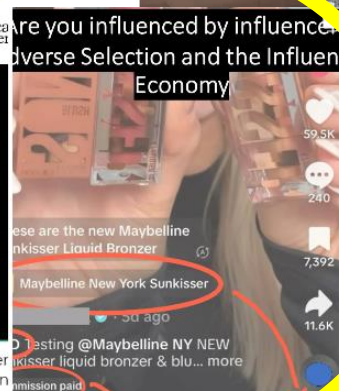 Are you influenced by influence
dverse Selection and the Influen
Economy
59.5K
240
ese are the new Maybelline
nkisser Liquid Bronzer
7,392
Maybelline New York Sunkisser
5d ago
11.6K
D Testing @Maybelline NY NEW
nkisser liquid bronzer & blu... more
mmission paid